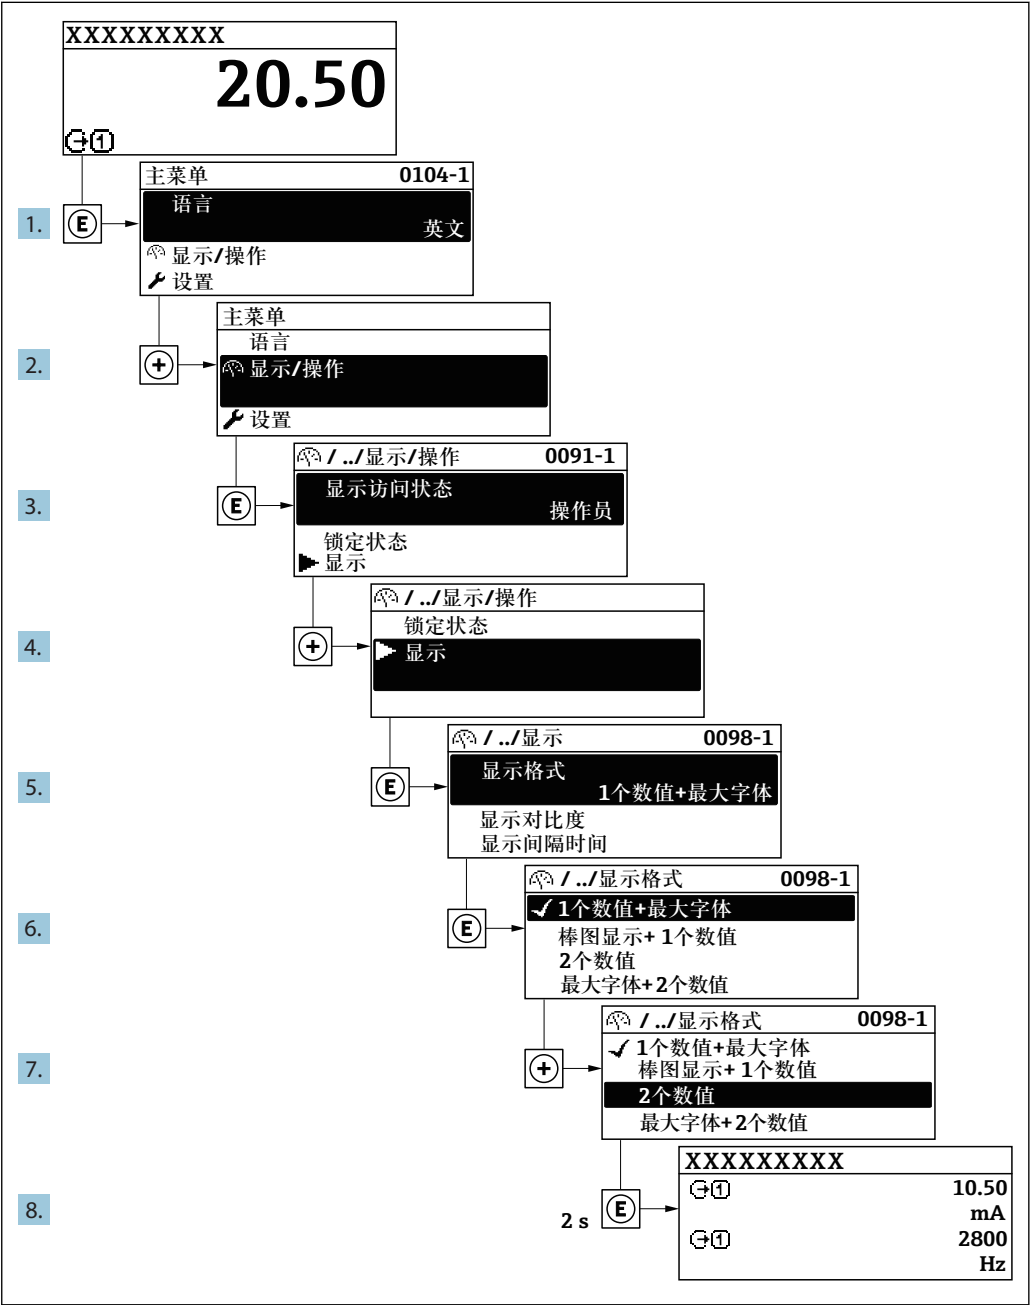 XXXXXXXXX
20.50
1
1.
E
主菜单 0104-1
语言
英文
显示/操作
设置
2.
+
主菜单
语言
显示/操作
设置
3.
E
/ ../显示/操作 0091-1
显示访问状态
操作员
锁定状态
显示
4.
+
/ ../显示/操作
锁定状态
显示
5.
E
/ ../显示 0098-1
显示格式
1个数值+最大字体
显示对比度
显示间隔时间
6.
E
/ ../显示格式 0098-1
1个数值+最大字体
棒图显示+ 1个数值
2个数值
最大字体+2个数值
7.
+
/ ../显示格式 0098-1
1个数值+最大字体
棒图显示+ 1个数值
2个数值
最大字体+2个数值
8.
2 s
E
XXXXXXXXX
1 10.50
mA
1 2800
Hz